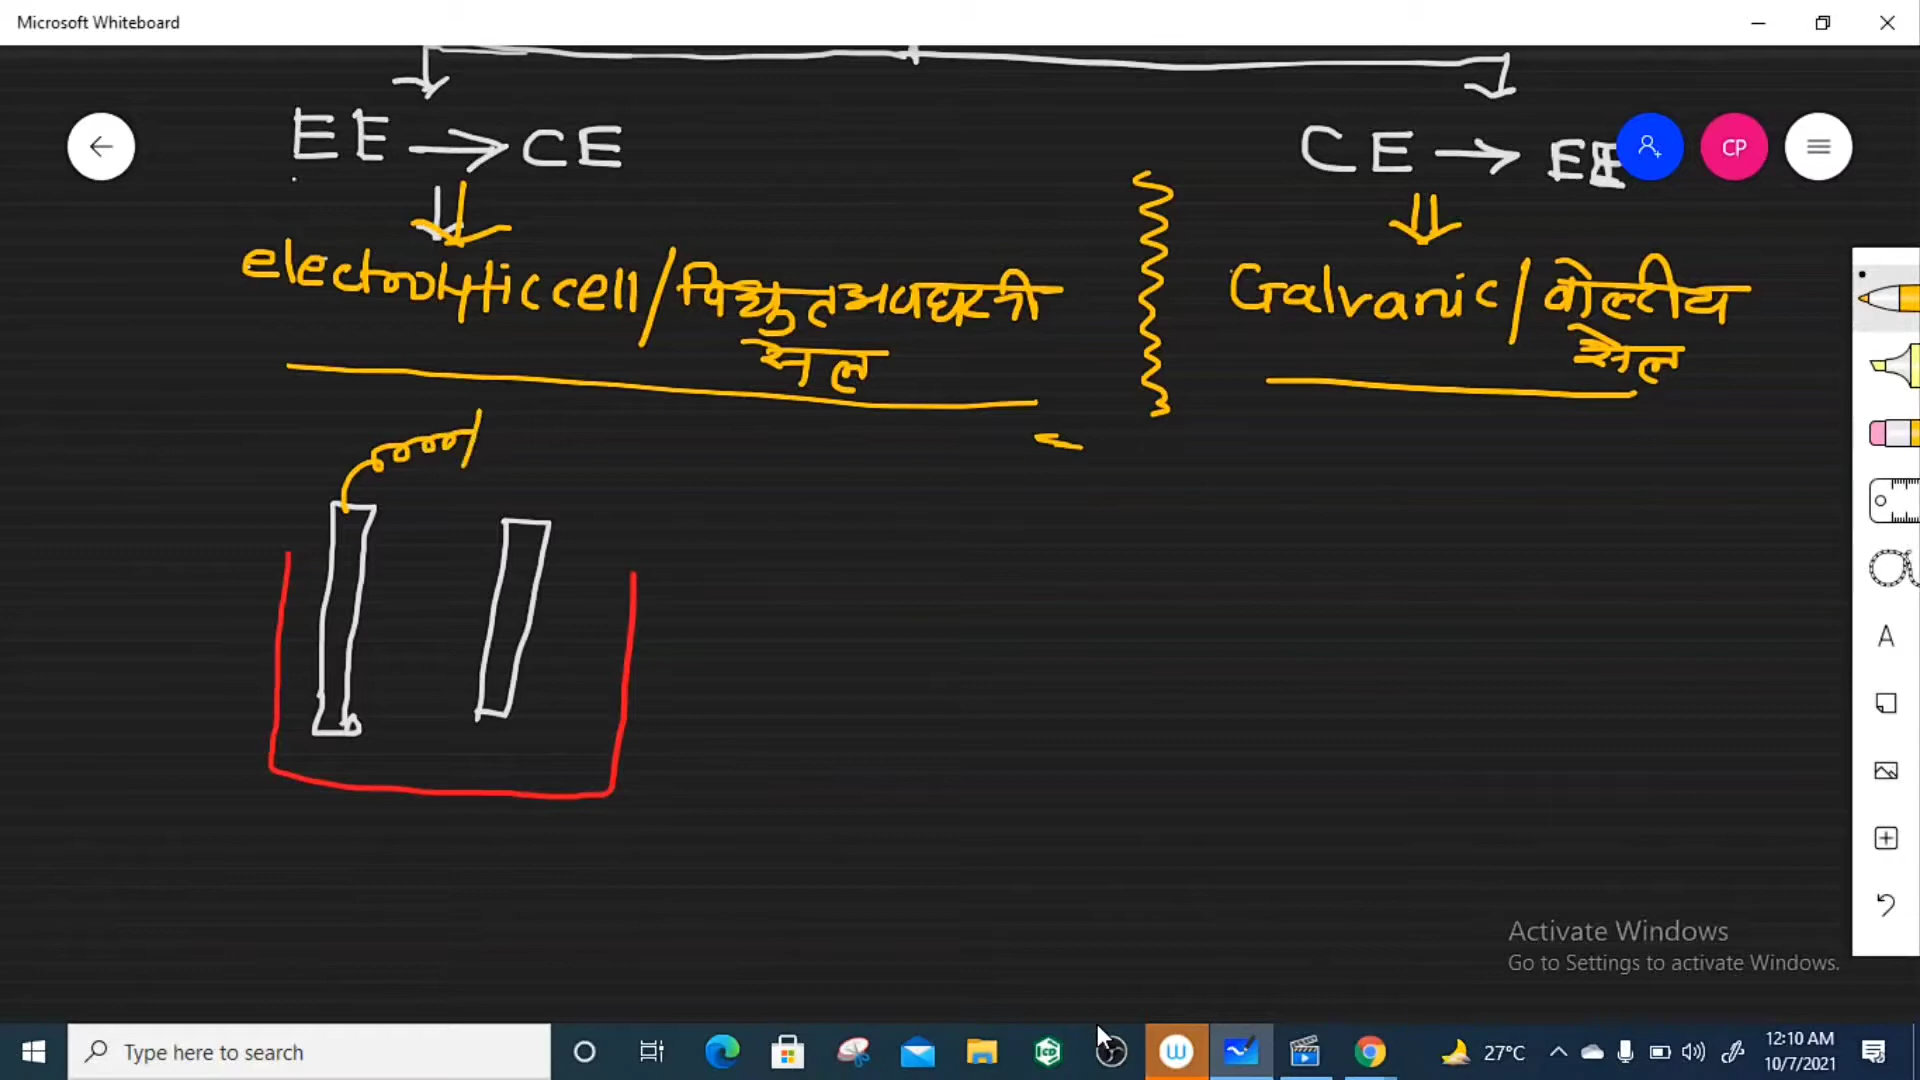 Microsoft Whiteboard
EE → CE
CE → EE
CP
electrolytic cell / विधुत अपघटनी
सेल
Galvanic / वोल्टीय
सेल
A
Activate Windows
Go to Settings to activate Windows.
Type here to search
27°C
12:10 AM
10/7/2021